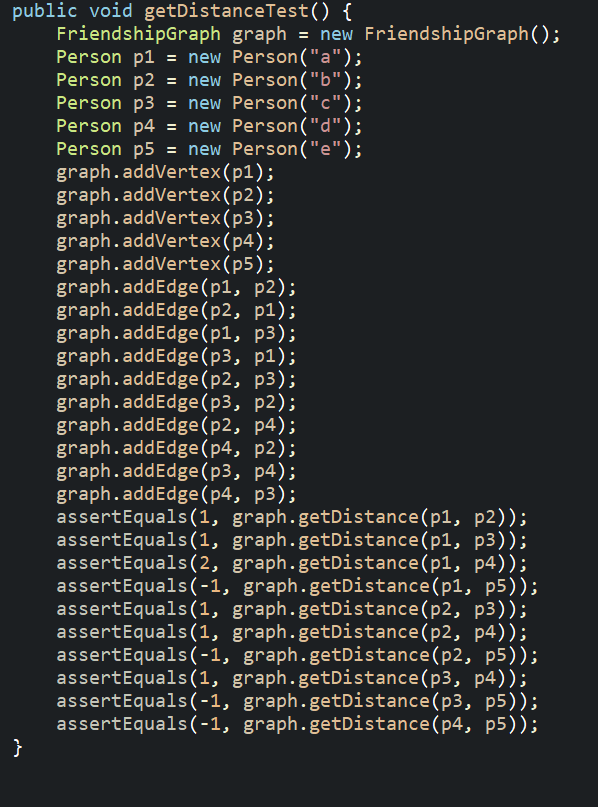 public void getDistanceTest() {
    FriendshipGraph graph = new FriendshipGraph();
    Person p1 = new Person("a");
    Person p2 = new Person("b");
    Person p3 = new Person("c");
    Person p4 = new Person("d");
    Person p5 = new Person("e");
    graph.addVertex(p1);
    graph.addVertex(p2);
    graph.addVertex(p3);
    graph.addVertex(p4);
    graph.addVertex(p5);
    graph.addEdge(p1, p2);
    graph.addEdge(p2, p1);
    graph.addEdge(p1, p3);
    graph.addEdge(p3, p1);
    graph.addEdge(p2, p3);
    graph.addEdge(p3, p2);
    graph.addEdge(p2, p4);
    graph.addEdge(p4, p2);
    graph.addEdge(p3, p4);
    graph.addEdge(p4, p3);
    assertEquals(1, graph.getDistance(p1, p2));
    assertEquals(1, graph.getDistance(p1, p3));
    assertEquals(2, graph.getDistance(p1, p4));
    assertEquals(-1, graph.getDistance(p1, p5));
    assertEquals(1, graph.getDistance(p2, p3));
    assertEquals(1, graph.getDistance(p2, p4));
    assertEquals(-1, graph.getDistance(p2, p5));
    assertEquals(1, graph.getDistance(p3, p4));
    assertEquals(-1, graph.getDistance(p3, p5));
    assertEquals(-1, graph.getDistance(p4, p5));
}